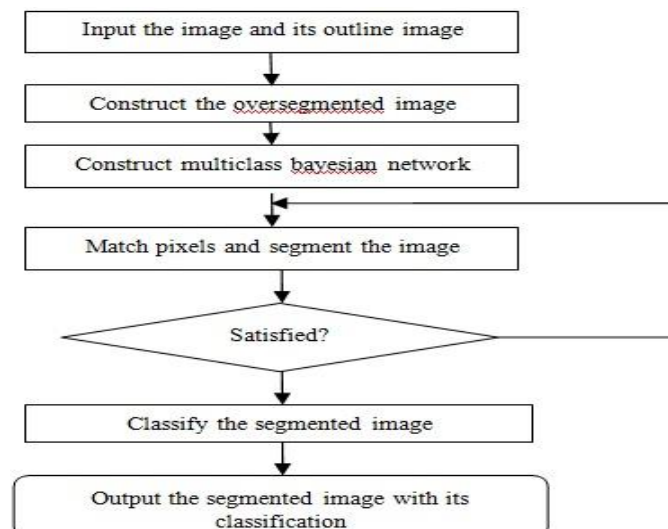 Input the image and its outline image
Construct the oversegmented image
Construct multiclass bayesian network
Match pixels and segment the image
Satisfied?
Classify the segmented image
Output the segmented image with its
classification